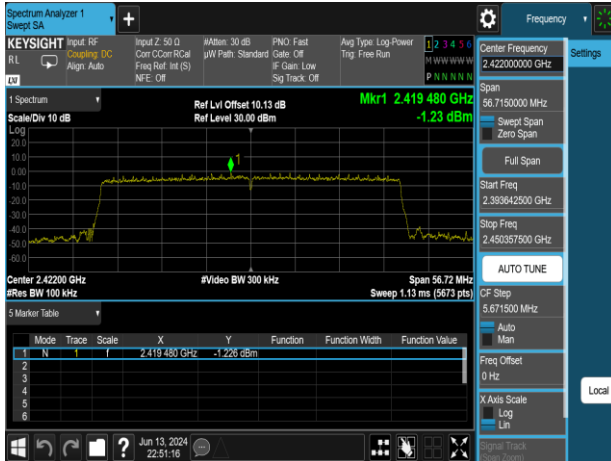 Spectrum Analyzer 1
Swept SA
+
Frequency
KEYSIGHT
RL
LXI
Input: RF
Coupling: DC
Align: Auto
Input Z: 50 Ω
Corr CCorr RCal
Freq Ref: Int (S)
NFE: Off
#Atten: 30 dB
µW Path: Standard
PNO: Fast
Gate: Off
IF Gain: Low
Sig Track: Off
Avg Type: Log-Power
Trig: Free Run
1 2 3 4 5 6
M W W W W W
P N N N N N
Center Frequency
2.422000000 GHz
Settings
1 Spectrum
Scale/Div 10 dB
Ref Lvl Offset 10.13 dB
Ref Level 30.00 dBm
Mkr1 2.419 480 GHz
-1.23 dBm
Span
56.7150000 MHz
Swept Span
Zero Span
Full Span
Log
20.0
10.0
0.00
-10.0
-20.0
-30.0
-40.0
-50.0
-60.0
1
Start Freq
2.393642500 GHz
Stop Freq
2.450357500 GHz
AUTO TUNE
Center 2.42200 GHz
#Res BW 100 kHz
#Video BW 300 kHz
Span 56.72 MHz
Sweep 1.13 ms (5673 pts)
CF Step
5.671500 MHz
Auto
Man
5 Marker Table
Mode Trace Scale X Y Function Function Width Function Value
1 N 1 f 2.419 480 GHz -1.226 dBm
2
3
4
5
6
Freq Offset
0 Hz
X Axis Scale
Log
Lin
Local
Signal Track
(Span Zoom)
?
Jun 13, 2024
22:51:16